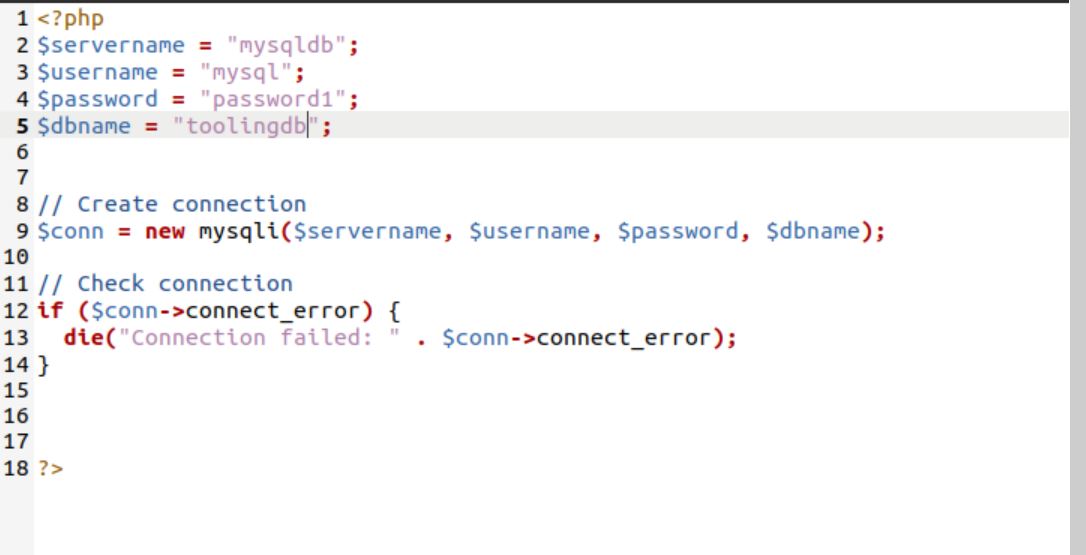 1 <?php
2 $servername = "mysqldb";
3 $username = "mysql";
4 $password = "password1";
5 $dbname = "toolingdb";
6
7
8 // Create connection
9 $conn = new mysqli($servername, $username, $password, $dbname);
10
11 // Check connection
12 if ($conn->connect_error) {
13   die("Connection failed: " . $conn->connect_error);
14 }
15
16
17
18 ?>